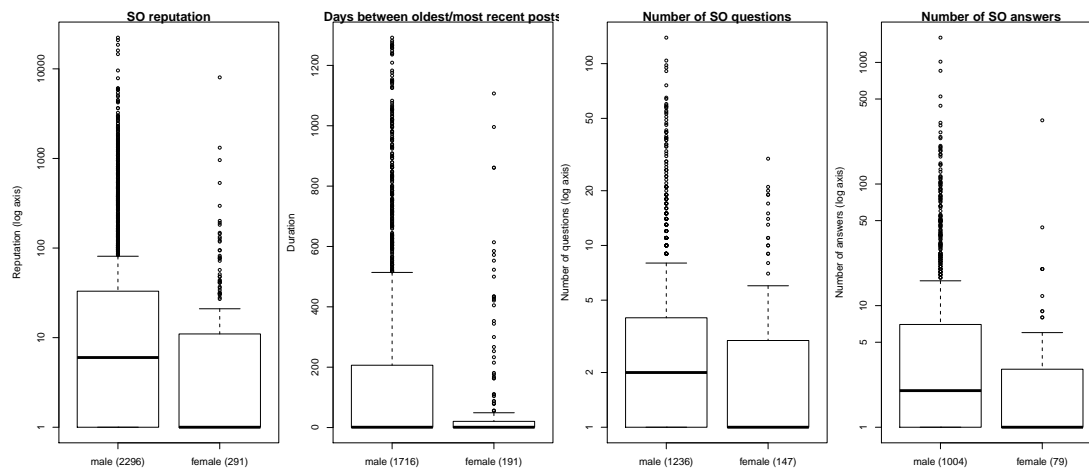 SO reputation
Reputation (log axis)
10000
1000
100
10
1
male (2296)
female (291)
Days between oldest/most recent posts
Duration
1200
1000
800
600
400
200
0
male (1716)
female (191)
Number of SO questions
Number of questions (log axis)
100
50
20
10
5
2
1
male (1236)
female (147)
Number of SO answers
Number of answers (log axis)
1000
500
100
50
10
5
1
male (1004)
female (79)